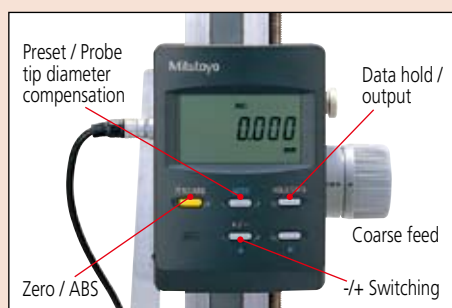 Preset / Probe
tip diameter
compensation
Data hold /
output
Mitutoyo
0.000
Coarse feed
Zero / ABS
-/+ Switching